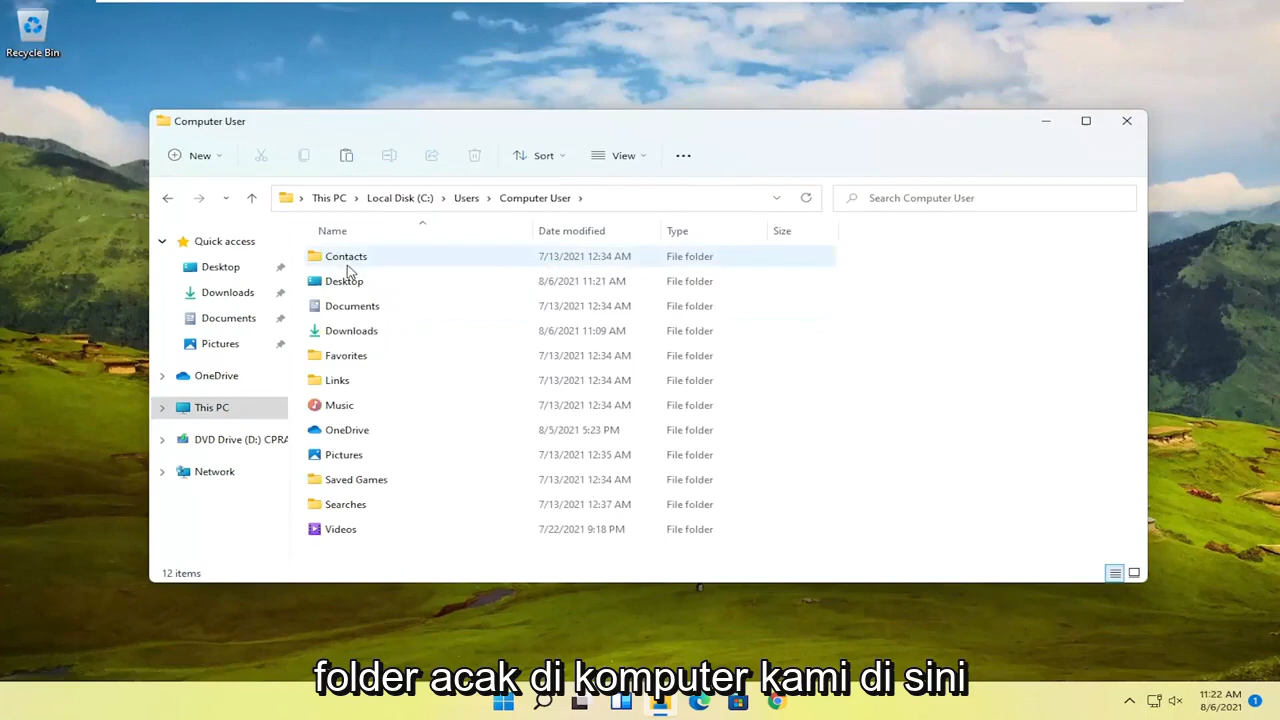 Recycle Bin
Computer User
New
Sort
View
This PC
Local Disk (C:)
Users
Computer User
Search Computer User
Name
Date modified
Type
Size
Quick access
Desktop
Downloads
Documents
Pictures
OneDrive
This PC
DVD Drive (D:) CPRA
Network
Contacts 7/13/2021 12:34 AM File folder
Desktop 8/6/2021 11:21 AM File folder
Documents 7/13/2021 12:34 AM File folder
Downloads 8/6/2021 11:09 AM File folder
Favorites 7/13/2021 12:34 AM File folder
Links 7/13/2021 12:34 AM File folder
Music 7/13/2021 12:34 AM File folder
OneDrive 8/5/2021 5:23 PM File folder
Pictures 7/13/2021 12:35 AM File folder
Saved Games 7/13/2021 12:34 AM File folder
Searches 7/13/2021 12:37 AM File folder
Videos 7/22/2021 9:18 PM File folder
12 items
folder acak di komputer kami di sini
11:22 AM
8/6/2021
1